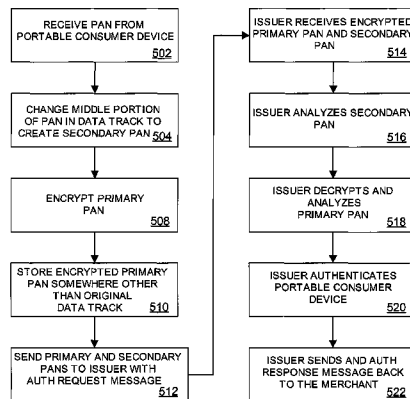 RECEIVE PAN FROM
PORTABLE CONSUMER DEVICE
502
CHANGE MIDDLE PORTION
OF PAN IN DATA TRACK TO
CREATE SECONDARY PAN
504
ENCRYPT PRIMARY
PAN
508
STORE ENCRYPTED PRIMARY
PAN SOMEWHERE OTHER
THAN ORIGINAL
DATA TRACK
510
SEND PRIMARY AND SECONDARY
PANS TO ISSUER WITH
AUTH REQUEST MESSAGE
512
ISSUER RECEIVES ENCRYPTED
PRIMARY PAN AND SECONDARY
PAN
514
ISSUER ANALYZES SECONDARY
PAN
516
ISSUER DECRYPTS AND
ANALYZES
PRIMARY PAN
518
ISSUER AUTHENTICATES
PORTABLE CONSUMER
DEVICE
520
ISSUER SENDS AND AUTH
RESPONSE MESSAGE BACK
TO THE MERCHANT
522